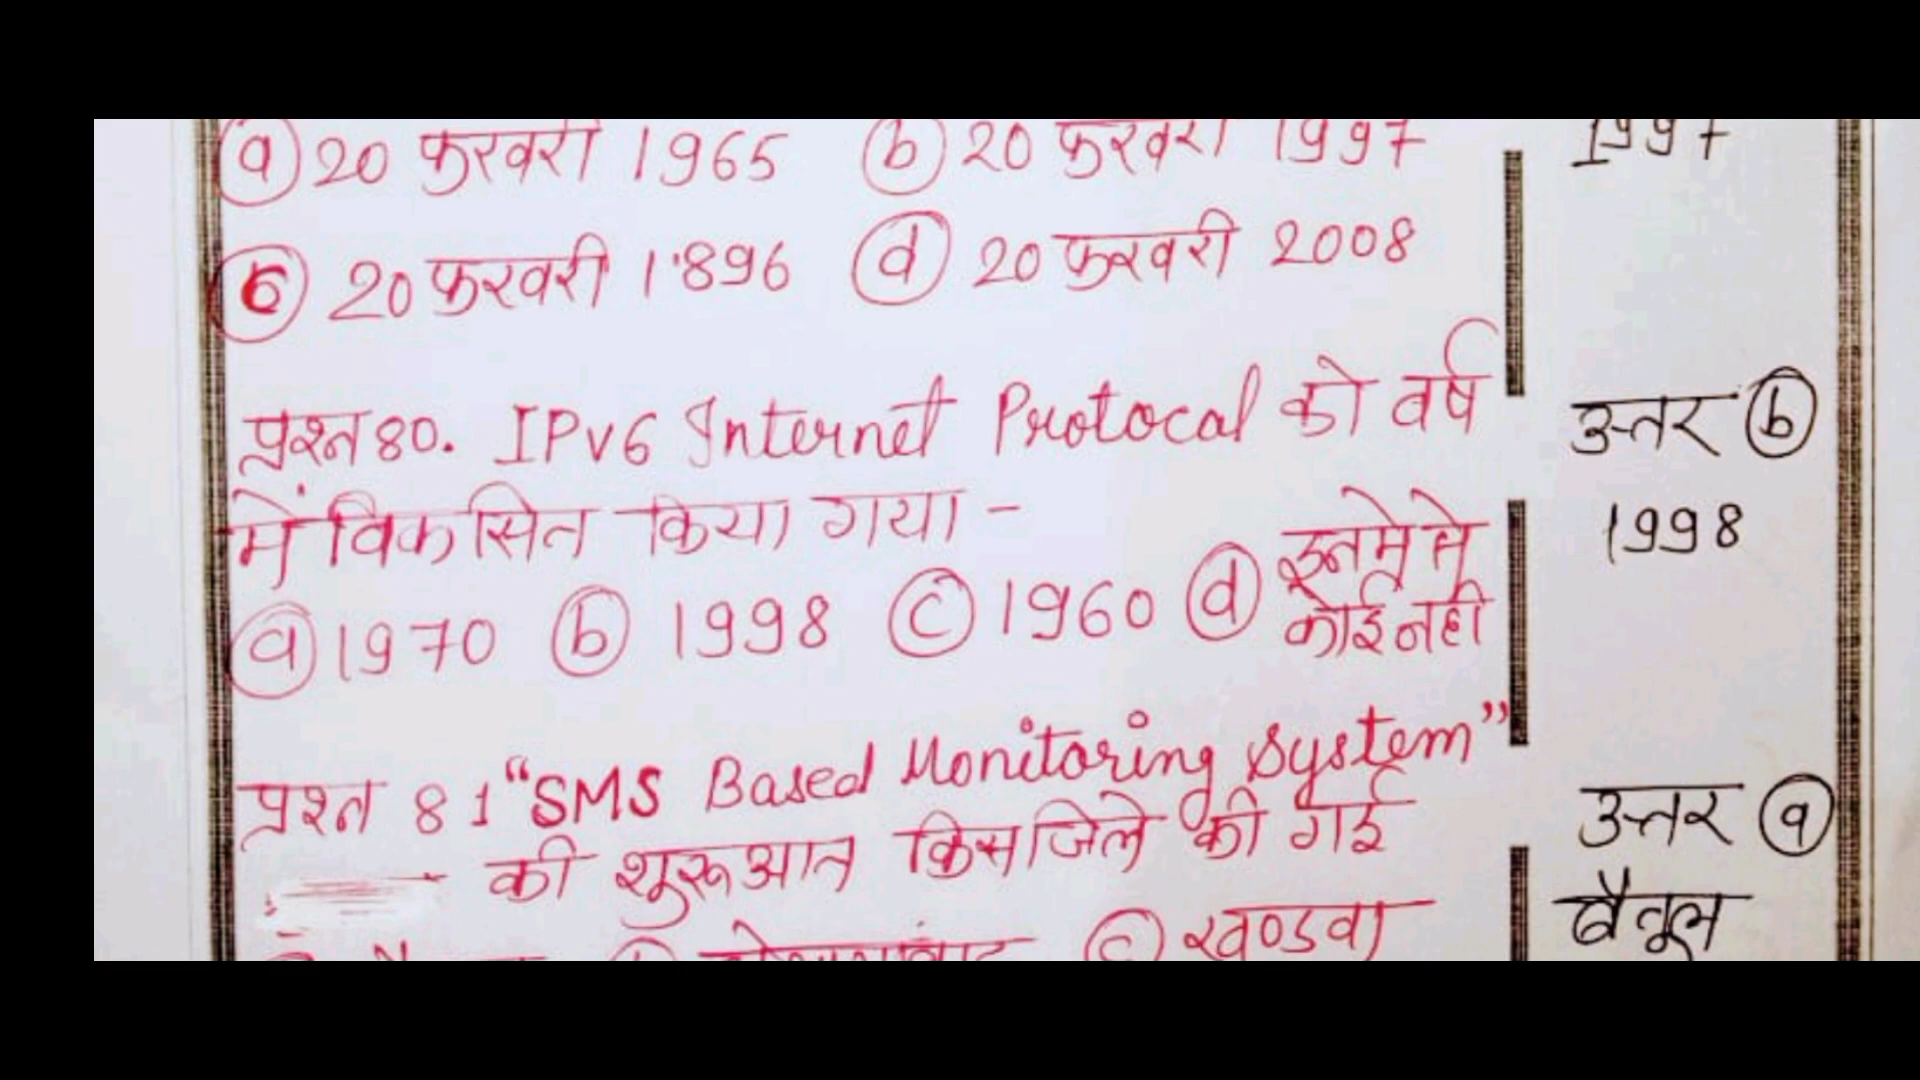 a 20 फरवरी 1965 b 20 फरवरी 1997
1997
c 20 फरवरी 1896 d 20 फरवरी 2008
प्रश्न 80. IPv6 Internet Protocal को वर्ष
उत्तर b
में विकसित किया गया -
1998
a 1970 b 1998 c 1960 d इनमे से
कोई नही
प्रश्न 81 "SMS Based Monitoring System"
उत्तर a
की शुरूआत किस जिले की गई
बैतूल
c खण्डवा